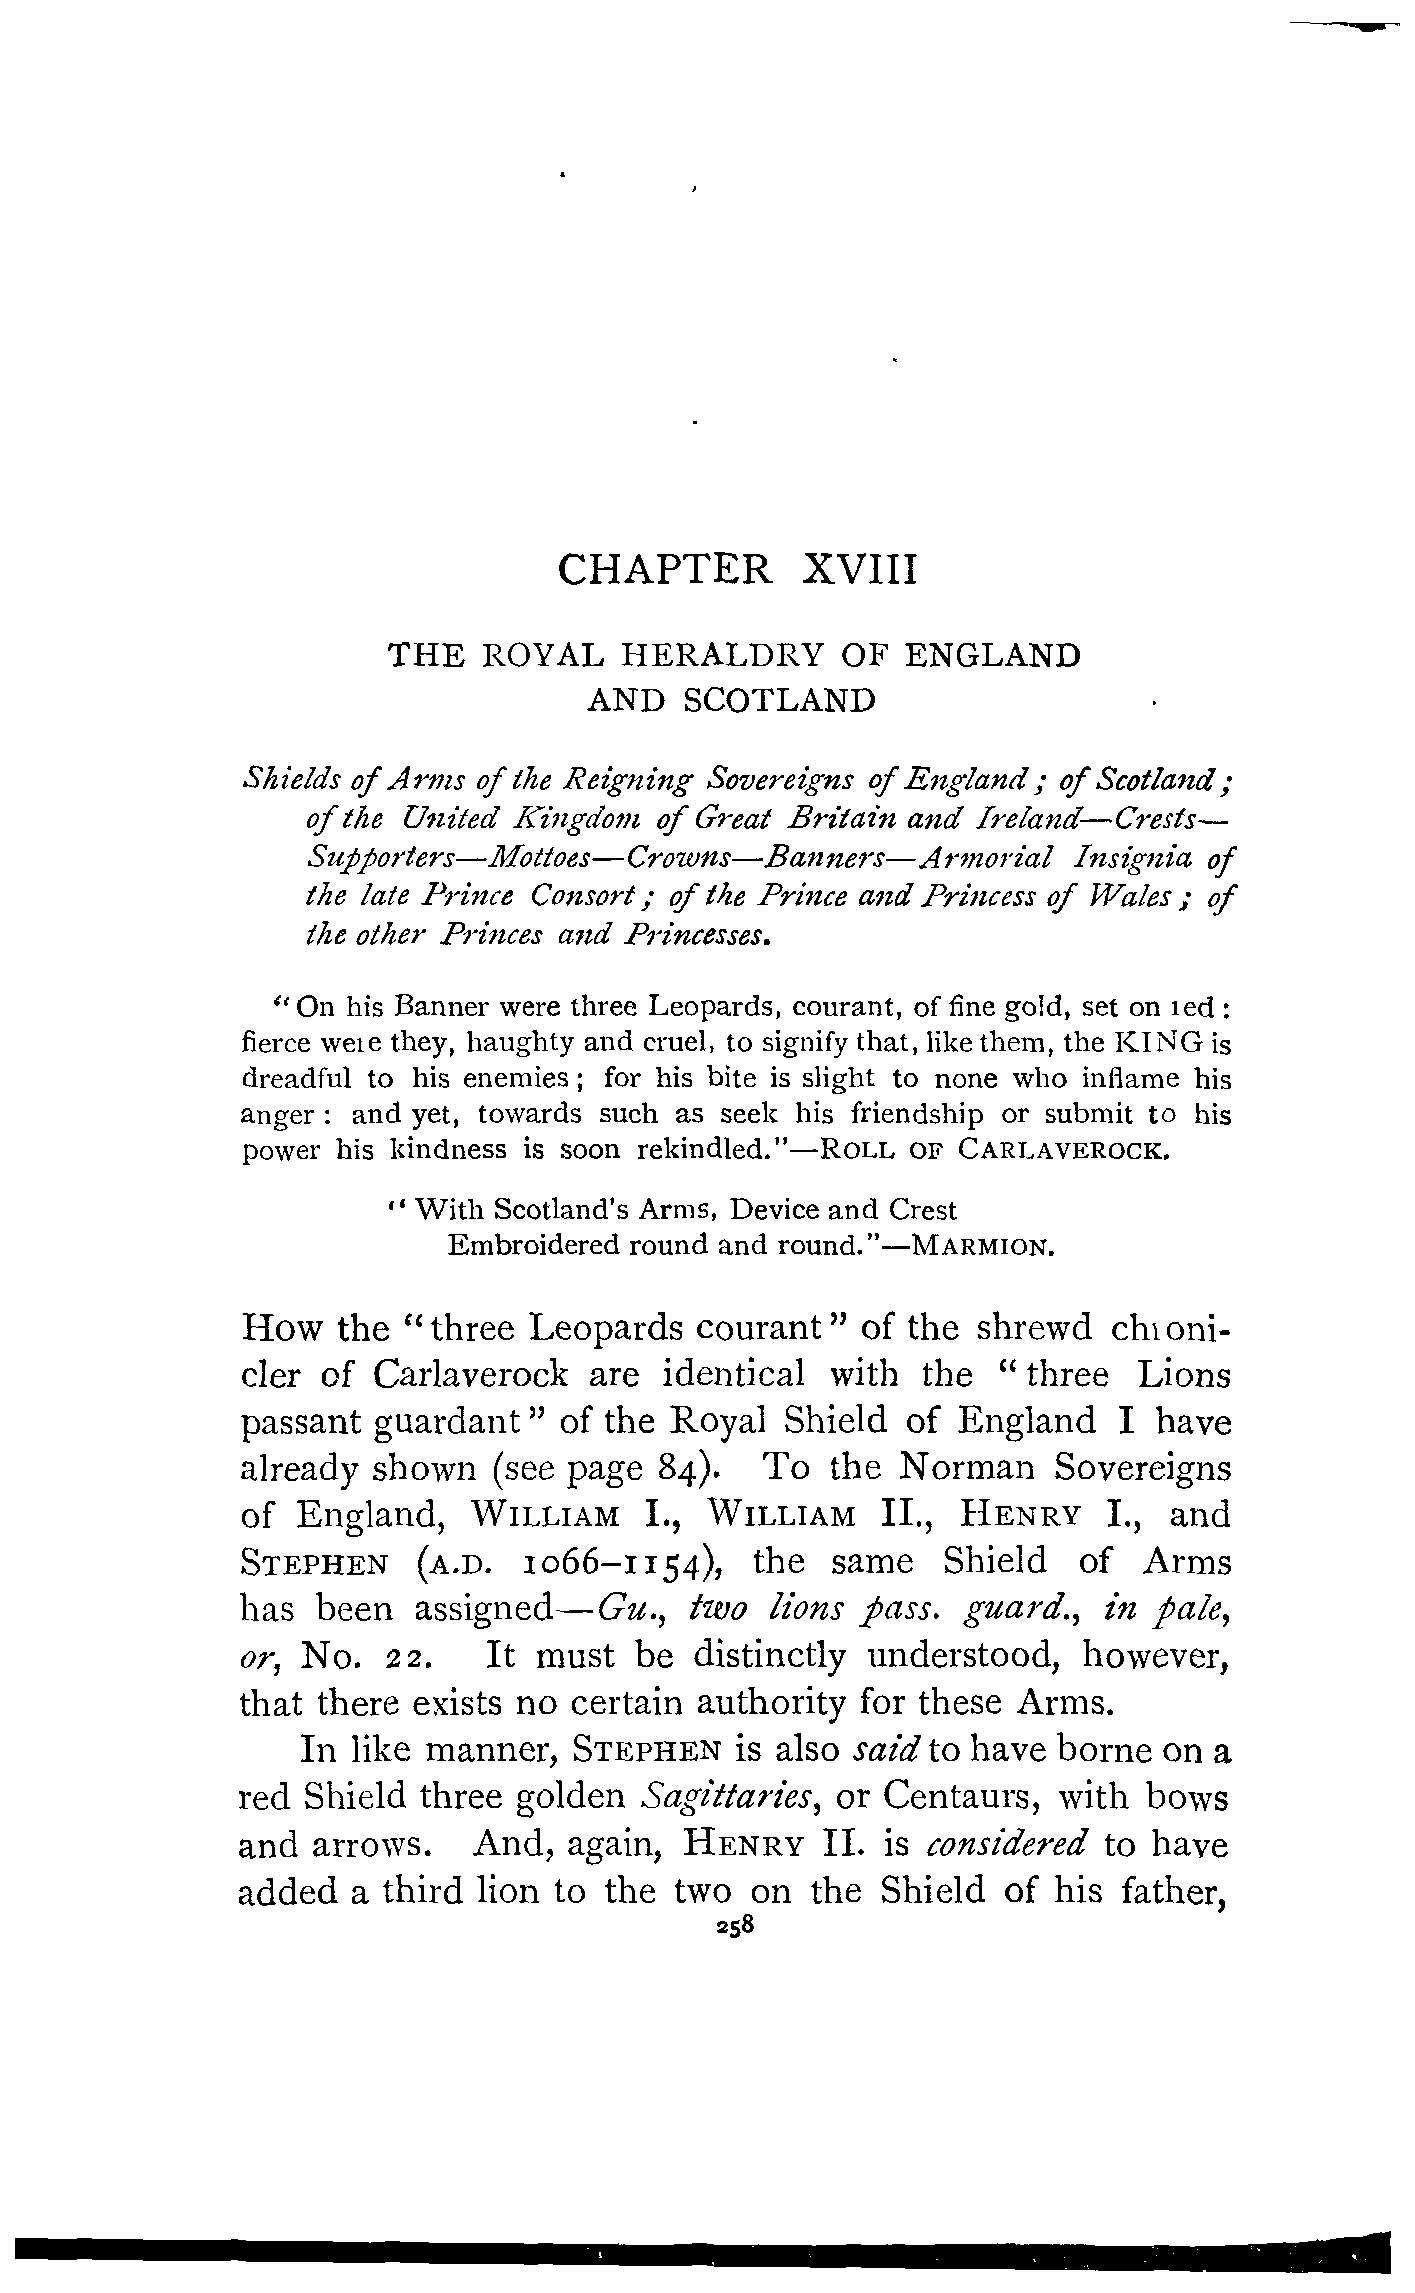 CHAPTER XVIII
THE ROYAL HERALDRY OF ENGLAND
AND SCOTLAND
Shields of Arms of the Reigning Sovereigns of England; of Scotland;
of the United Kingdom of Great Britain and Ireland—Crests—
Supporters—Mottoes—Crowns—Banners—Armorial Insignia of
the late Prince Consort; of the Prince and Princess of Wales; of
the other Princes and Princesses.
"On his Banner were three Leopards, courant, of fine gold, set on red:
fierce were they, haughty and cruel, to signify that, like them, the KING is
dreadful to his enemies; for his bite is slight to none who inflame his
anger: and yet, towards such as seek his friendship or submit to his
power his kindness is soon rekindled."—ROLL OF CARLAVEROCK.
"With Scotland's Arms, Device and Crest
Embroidered round and round."—MARMION.
How the "three Leopards courant" of the shrewd chroni-
cler of Carlaverock are identical with the "three Lions
passant guardant" of the Royal Shield of England I have
already shown (see page 84). To the Norman Sovereigns
of England, WILLIAM I., WILLIAM II., HENRY I., and
STEPHEN (A.D. 1066–1154), the same Shield of Arms
has been assigned—Gu., two lions pass. guard., in pale,
or, No. 22. It must be distinctly understood, however,
that there exists no certain authority for these Arms.
In like manner, STEPHEN is also said to have borne on a
red Shield three golden Sagittaries, or Centaurs, with bows
and arrows. And, again, HENRY II. is considered to have
added a third lion to the two on the Shield of his father,
258